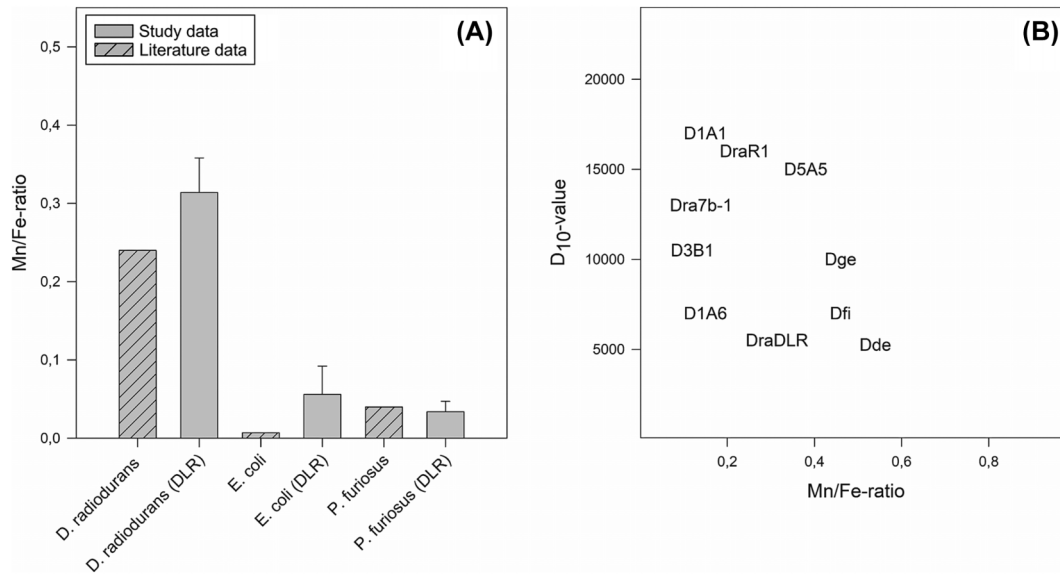 (A)
Study data
Literature data
0,5
0,4
0,3
0,2
0,1
0,0
Mn/Fe-ratio
D. radiodurans
D. radiodurans (DLR)
E. coli
E. coli (DLR)
P. furiosus
P. furiosus (DLR)
(B)
20000
15000
10000
5000
D10-value
D1A1
DraR1
D5A5
Dra7b-1
D3B1
Dge
D1A6
Dfi
DraDLR
Dde
0,2
0,4
0,6
0,8
Mn/Fe-ratio